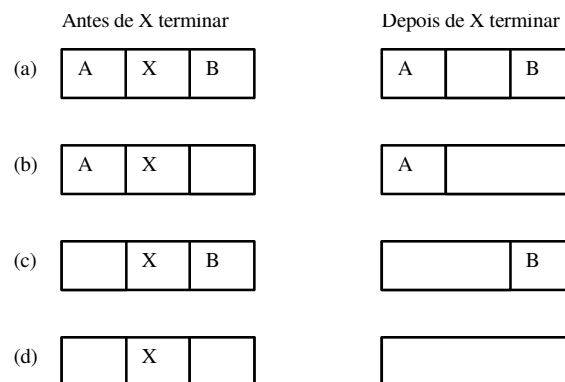 Antes de X terminar Depois de X terminar
(a) A X B A B
(b) A X A
(c) X B B
(d) X